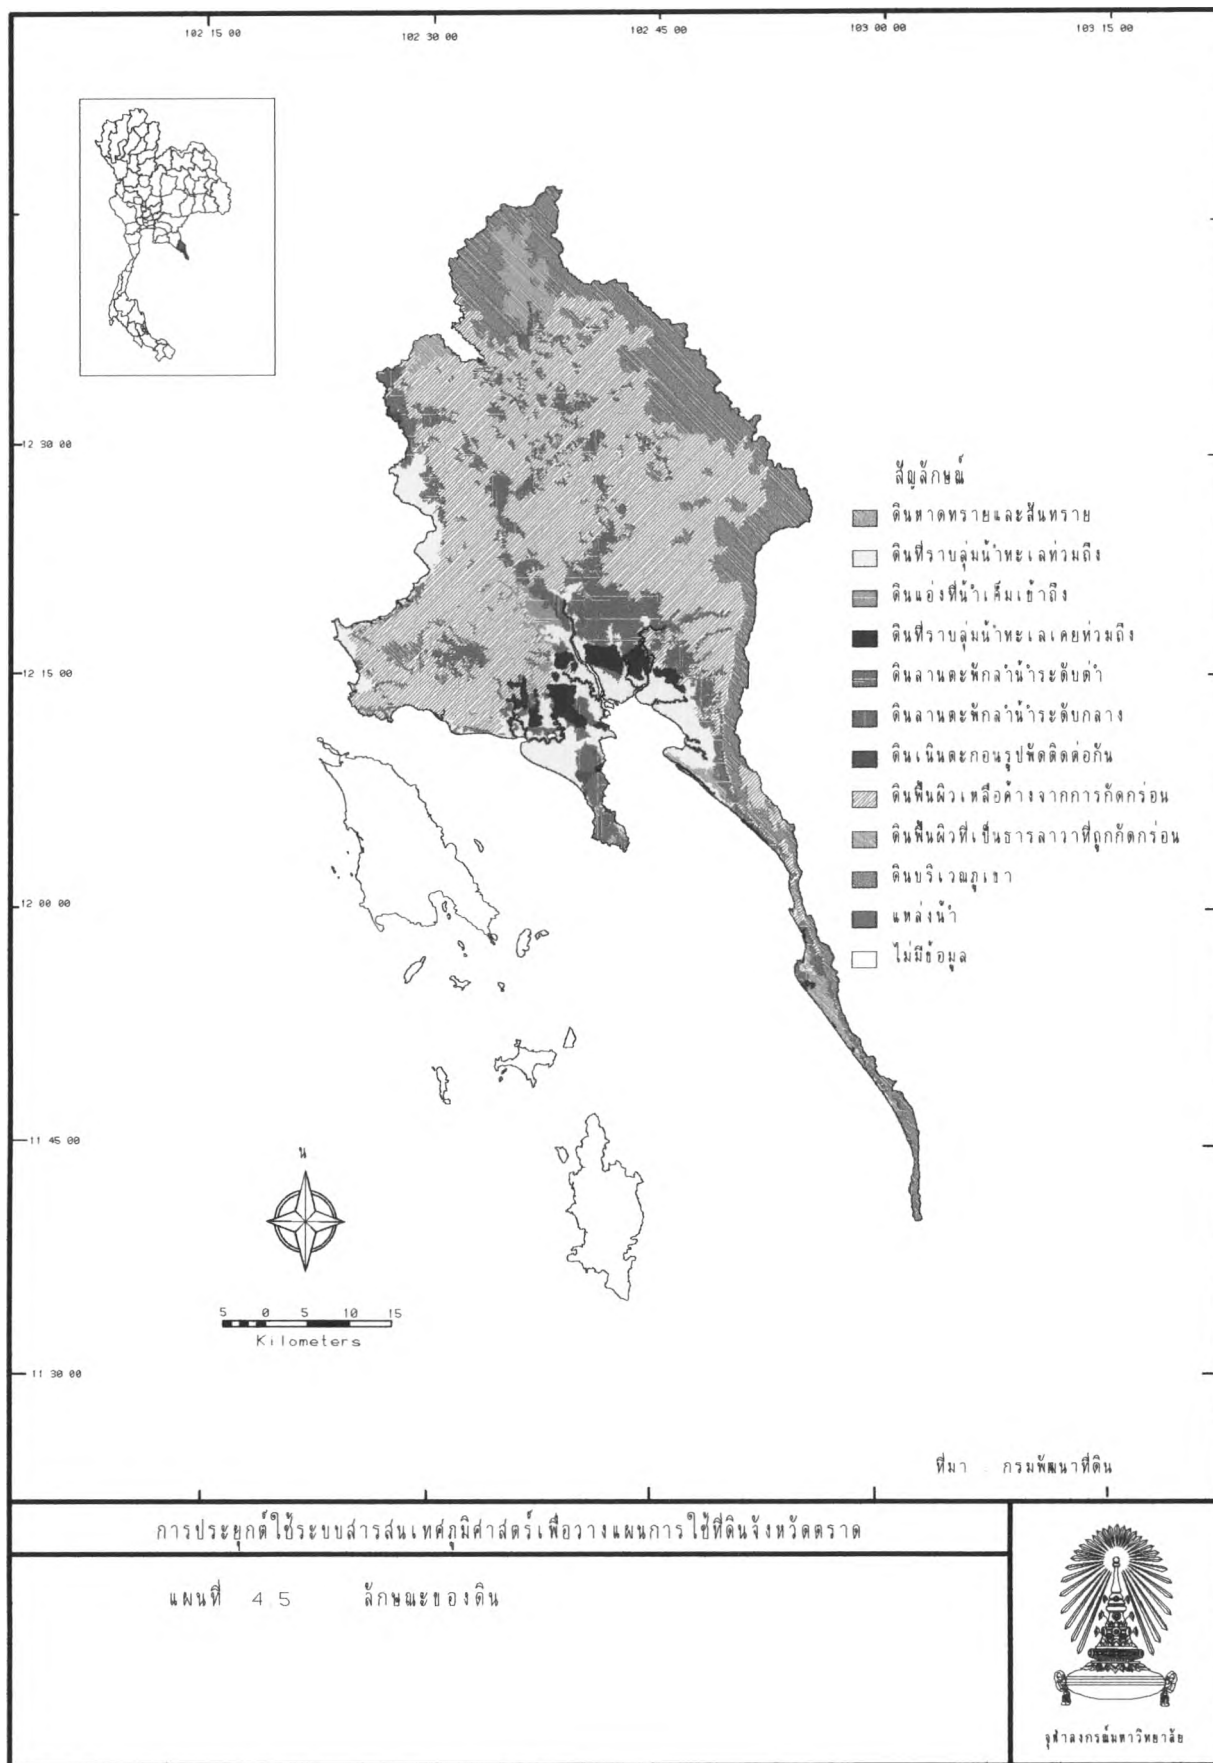 102 15 00
102 30 00
102 45 00
103 00 00
103 15 00
12 30 00
12 15 00
12 00 00
11 45 00
11 30 00
สัญลักษณ์
ดินหาดทรายและสันทราย
ดินที่ราบลุ่มน้ำทะเลท่วมถึง
ดินแอ่งที่น้ำเค็มเข้าถึง
ดินที่ราบลุ่มน้ำทะเลเคยท่วมถึง
ดินลานตะพักลำน้ำระดับต่ำ
ดินลานตะพักลำน้ำระดับกลาง
ดินเนินตะกอนรูปพัดติดต่อกัน
ดินพื้นผิวเหลือค้างจากการกัดกร่อน
ดินพื้นผิวที่เป็นธารลาวาที่ถูกกัดกร่อน
ดินบริเวณภูเขา
แหล่งน้ำ
ไม่มีข้อมูล
น
5 0 5 10 15
Kilometers
ที่มา : กรมพัฒนาที่ดิน
การประยุกต์ใช้ระบบสารสนเทศภูมิศาสตร์เพื่อวางแผนการใช้ที่ดินจังหวัดตราด
แผนที่ 4.5 ลักษณะของดิน
จุฬาลงกรณ์มหาวิทยาลัย